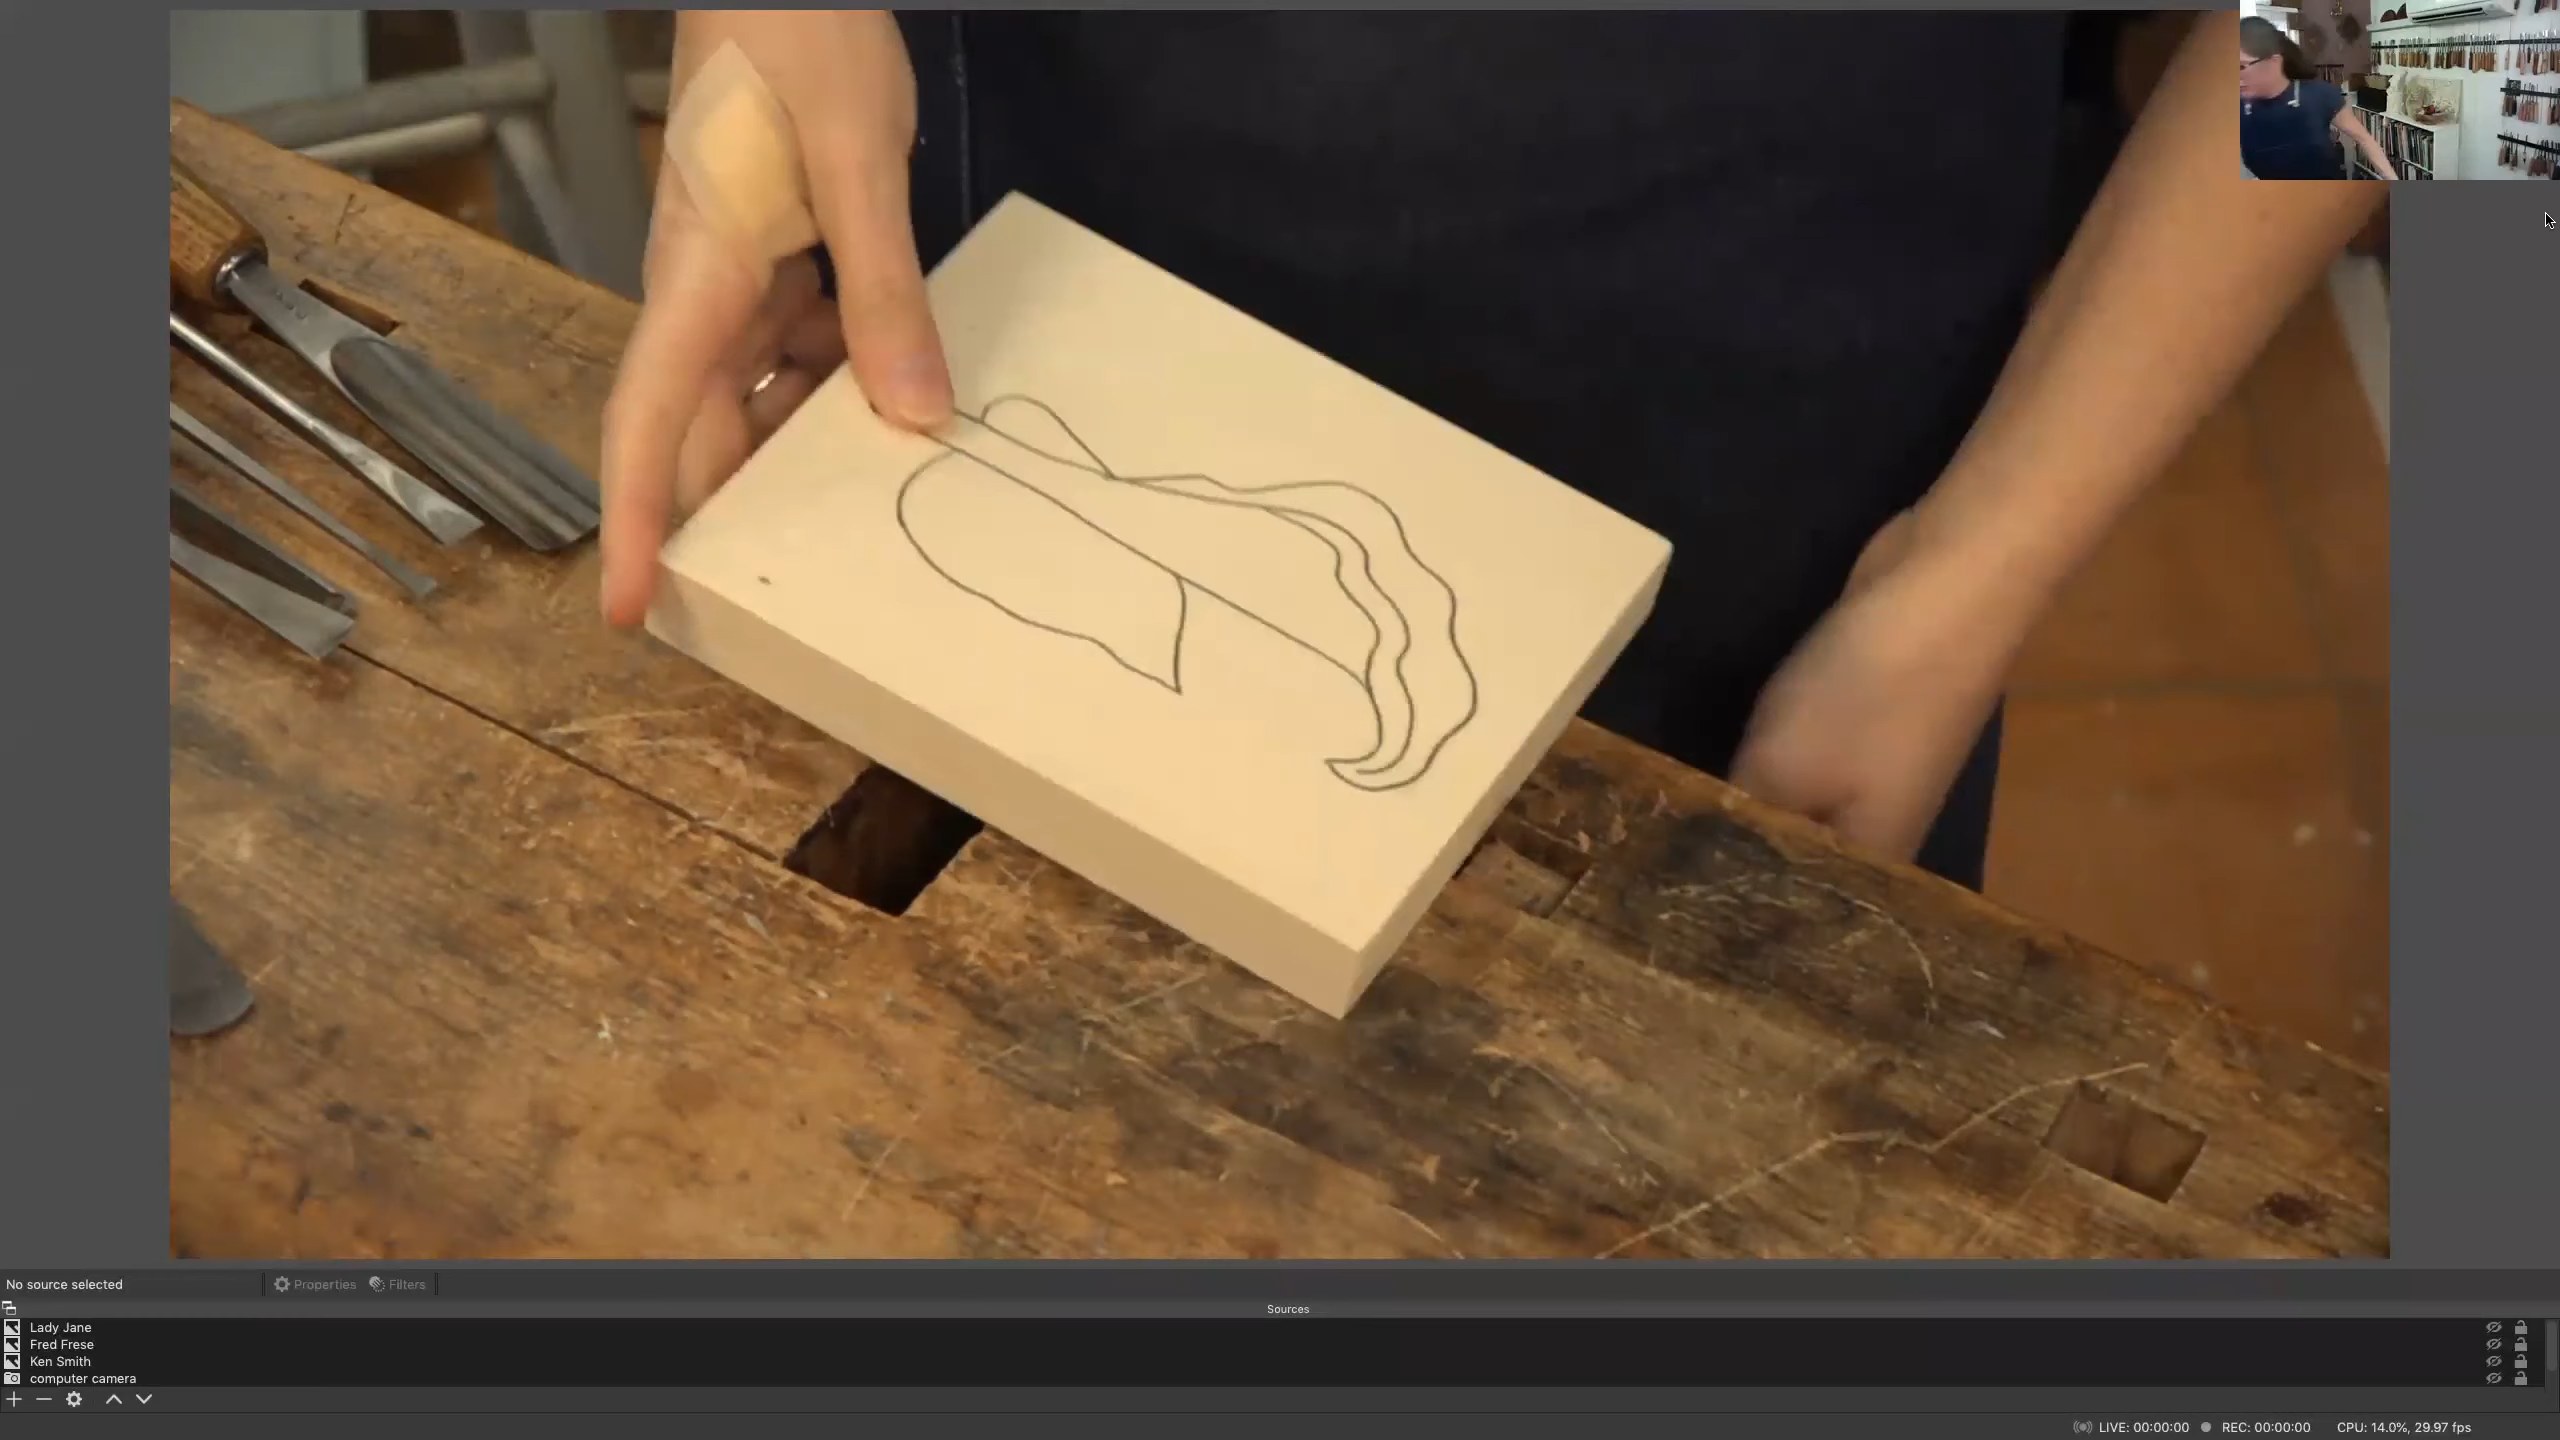 No source selected
Properties
Filters
Sources
Lady Jane
Fred Frese
Ken Smith
computer camera
LIVE: 00:00:00
REC: 00:00:00
CPU: 14.0%, 29.97 fps